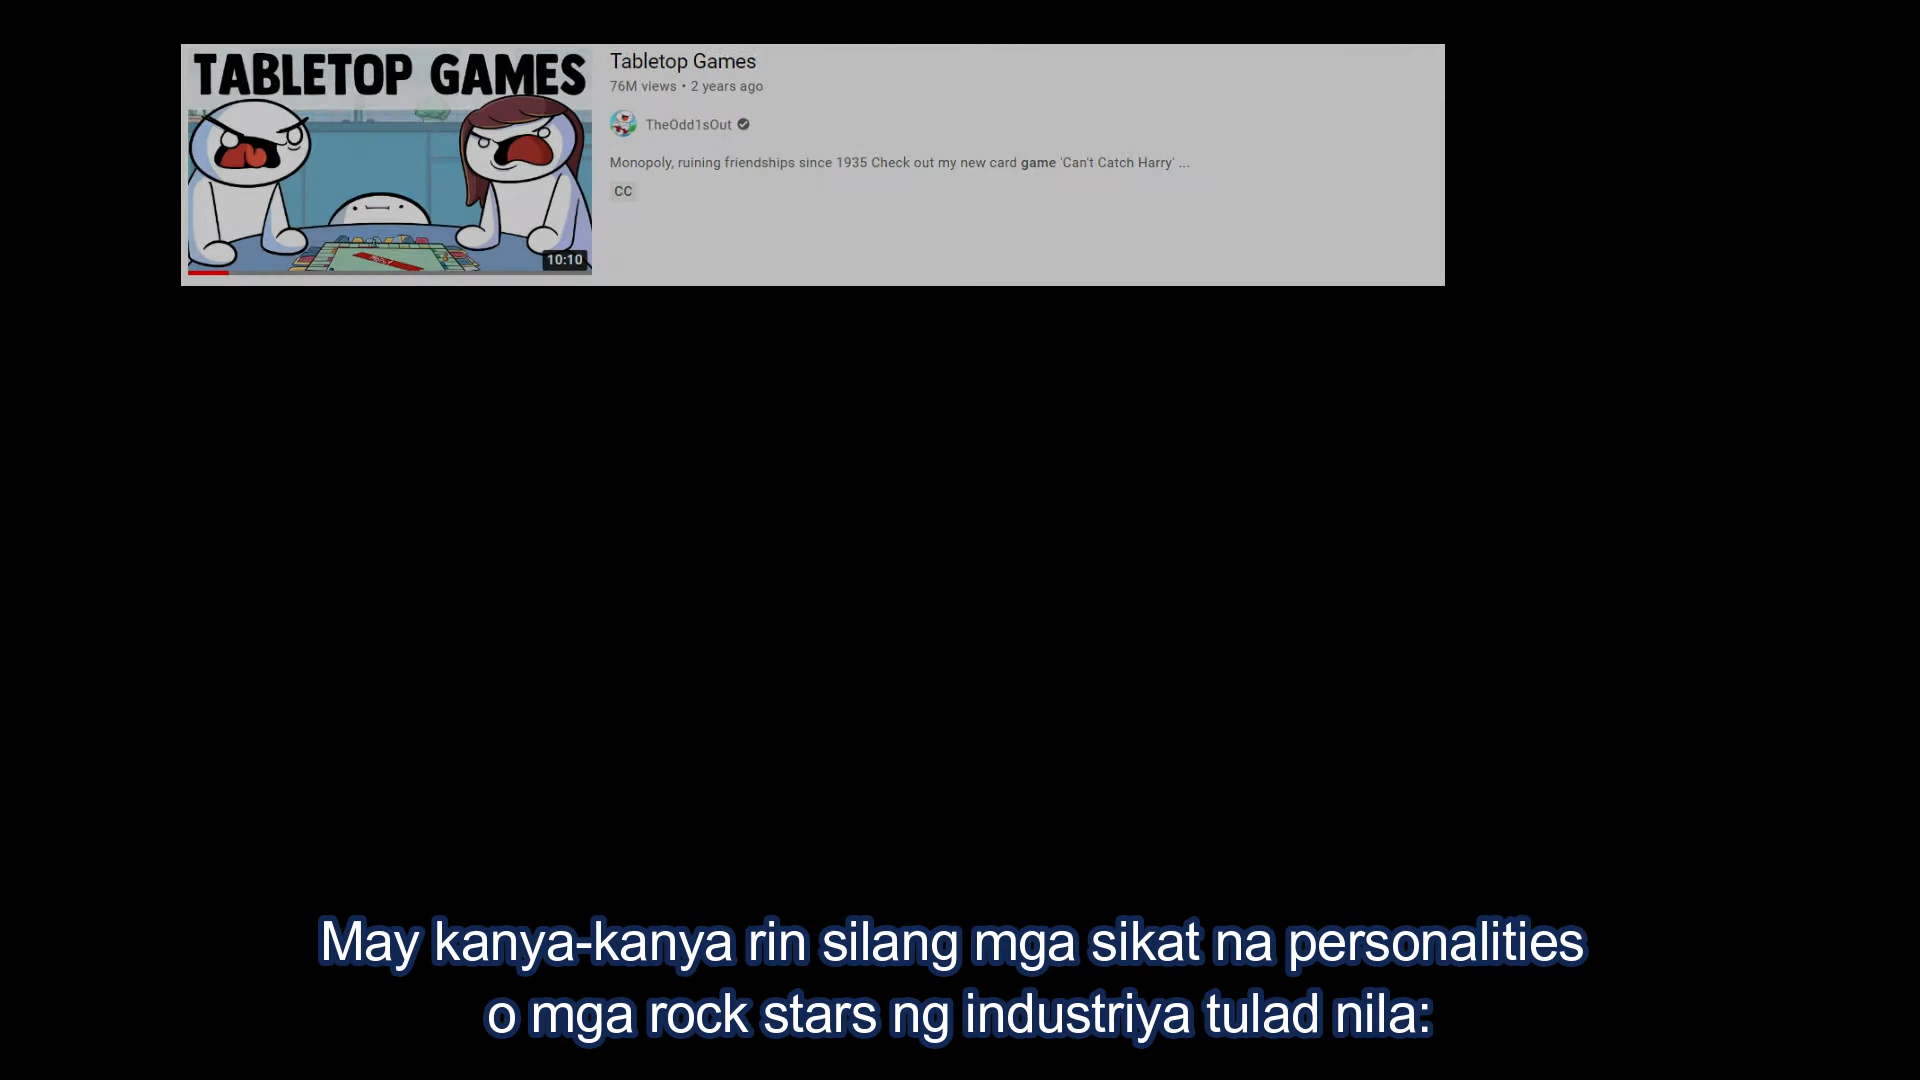 TABLETOP GAMES
10:10
Tabletop Games
76M views • 2 years ago
TheOdd1sOut
Monopoly, ruining friendships since 1935 Check out my new card game 'Can't Catch Harry' ...
CC
May kanya-kanya rin silang mga sikat na personalities
o mga rock stars ng industriya tulad nila: